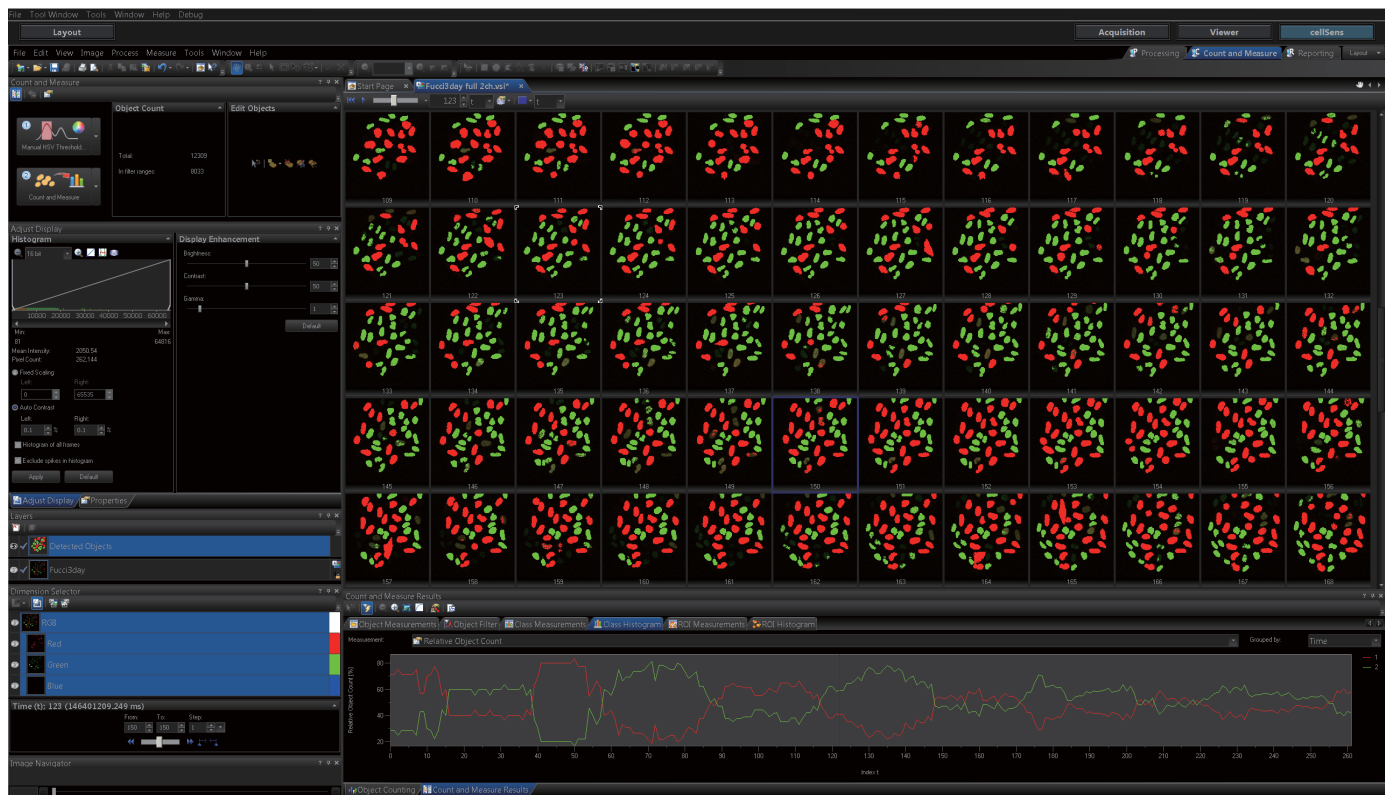 File Tool Window Tools Window Help Debug
Layout Acquisition Viewer cellSens
File Edit View Image Process Measure Tools Window Help Processing Count and Measure Reporting Layout
Count and Measure ? Start Page × Fucci3day full 2ch.vsi* ×
123 t t
Object Count Edit Objects
Manual HSV Threshold...
Total: 12309
In filter ranges: 8033
Count and Measure
109 110 111 112 113 114 115 116 117 118 119 120
Adjust Display
Histogram Display Enhancement
16 bit
Brightness: 50
Contrast: 50
Gamma: 1
Default
10000 20000 30000 40000 50000 60000
Min: Max:
81 64816
Mean Intensity: 2050.54
Pixel Count: 262,144
Fixed Scaling
Left: Right:
0 65535
Auto Contrast
Left: Right:
0.1 % 0.1 %
Histogram of all frames
Exclude spikes in histogram
Apply Default
121 122 123 124 125 126 127 128 129 130 131 132
133 134 135 136 137 138 139 140 141 142 143 144
145 146 147 148 149 150 151 152 153 154 155 156
157 158 159 160 161 162 163 164 165 166 167 168
Adjust Display Properties
Layers
Detected Objects
Fucci3day
Dimension Selector
RGB
Red
Green
Blue
Time (t): 123 (146401209.249 ms)
From: To: Step:
150 150 1
Image Navigator
Count and Measure Results
Object Measurements Object Filter Class Measurements Class Histogram ROI Measurements ROI Histogram
Measurement: Relative Object Count Grouped by: Time
Relative Object Count [%]
80
60
40
20
1
2
0 10 20 30 40 50 60 70 80 90 100 110 120 130 140 150 160 170 180 190 200 210 220 230 240 250 260
Index t
Object Counting Count and Measure Results